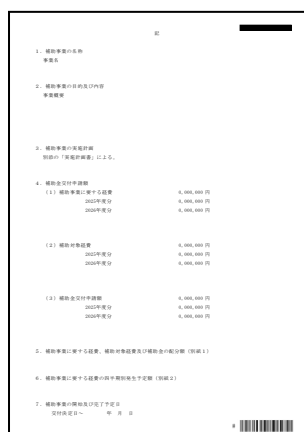 記
1．補助事業の名称
事業名
2．補助事業の目的及び内容
事業概要
3．補助事業の実施計画
別添の「実施計画書」による。
4．補助金交付申請額
（1）補助事業に要する経費 0,000,000 円
2025年度分 0,000,000 円
2026年度分 0,000,000 円
（2）補助対象経費 0,000,000 円
2025年度分 0,000,000 円
2026年度分 0,000,000 円
（3）補助金交付申請額 0,000,000 円
2025年度分 0,000,000 円
2026年度分 0,000,000 円
5．補助事業に要する経費、補助対象経費及び補助金の配分額（別紙1）
6．補助事業に要する経費の四半期別発生予定額（別紙2）
7．補助事業の開始及び完了予定日
交付決定日～ 年 月 日